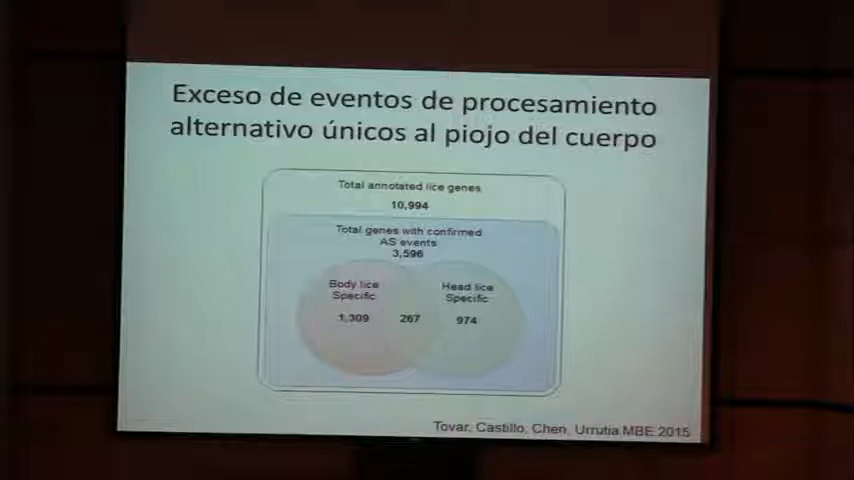 Exceso de eventos de procesamiento
alternativo únicos al piojo del cuerpo
Total annotated lice genes
10,994
Total genes with confirmed
AS events
3,596
Body lice
Specific
Head lice
Specific
1,309
267
974
Tovar, Castillo, Chen, Urrutia MBE 2015